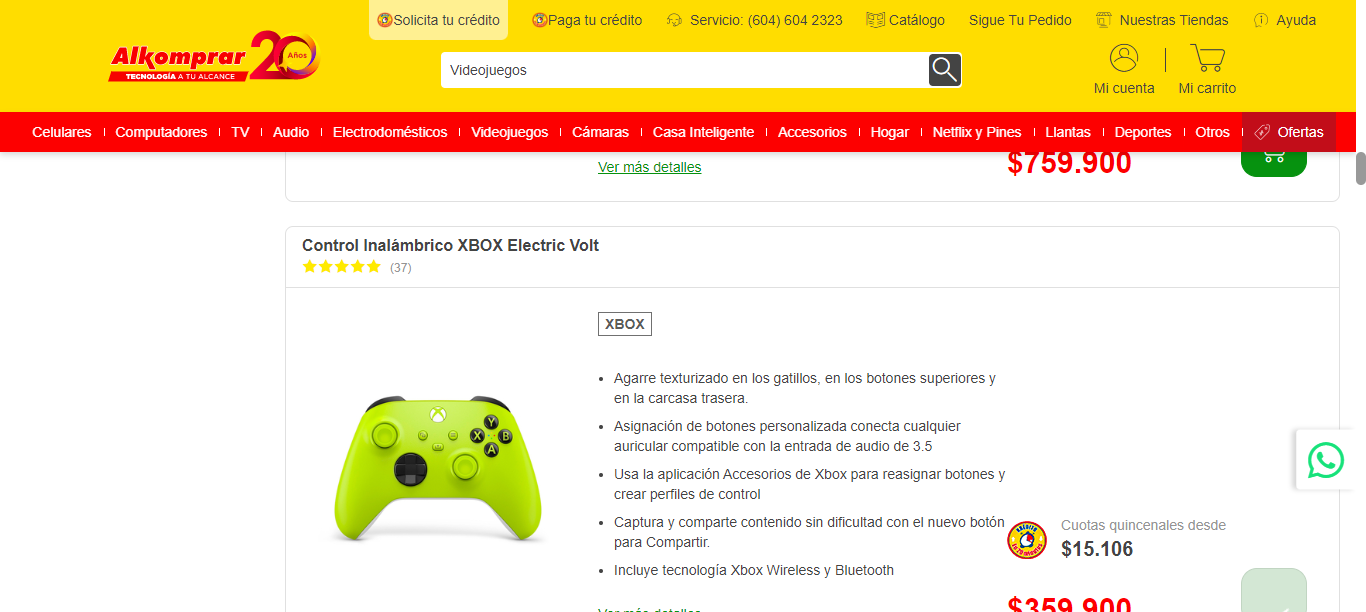 Solicita tu crédito
Paga tu crédito
Servicio: (604) 604 2323
Catálogo
Sigue Tu Pedido
Nuestras Tiendas
Ayuda
Alkomprar 20 Años
TECNOLOGÍA A TU ALCANCE
Videojuegos
Mi cuenta
Mi carrito
Celulares
Computadores
TV
Audio
Electrodomésticos
Videojuegos
Cámaras
Casa Inteligente
Accesorios
Hogar
Netflix y Pines
Llantas
Deportes
Otros
Ofertas
Ver más detalles
$759.900
Control Inalámbrico XBOX Electric Volt
(37)
XBOX
Agarre texturizado en los gatillos, en los botones superiores y
en la carcasa trasera.
Asignación de botones personalizada conecta cualquier
auricular compatible con la entrada de audio de 3.5
Usa la aplicación Accesorios de Xbox para reasignar botones y
crear perfiles de control
Captura y comparte contenido sin dificultad con el nuevo botón
para Compartir.
Incluye tecnología Xbox Wireless y Bluetooth
Y
X
B
A
Cuotas quincenales desde
$15.106
Ver más detalles
$359.900